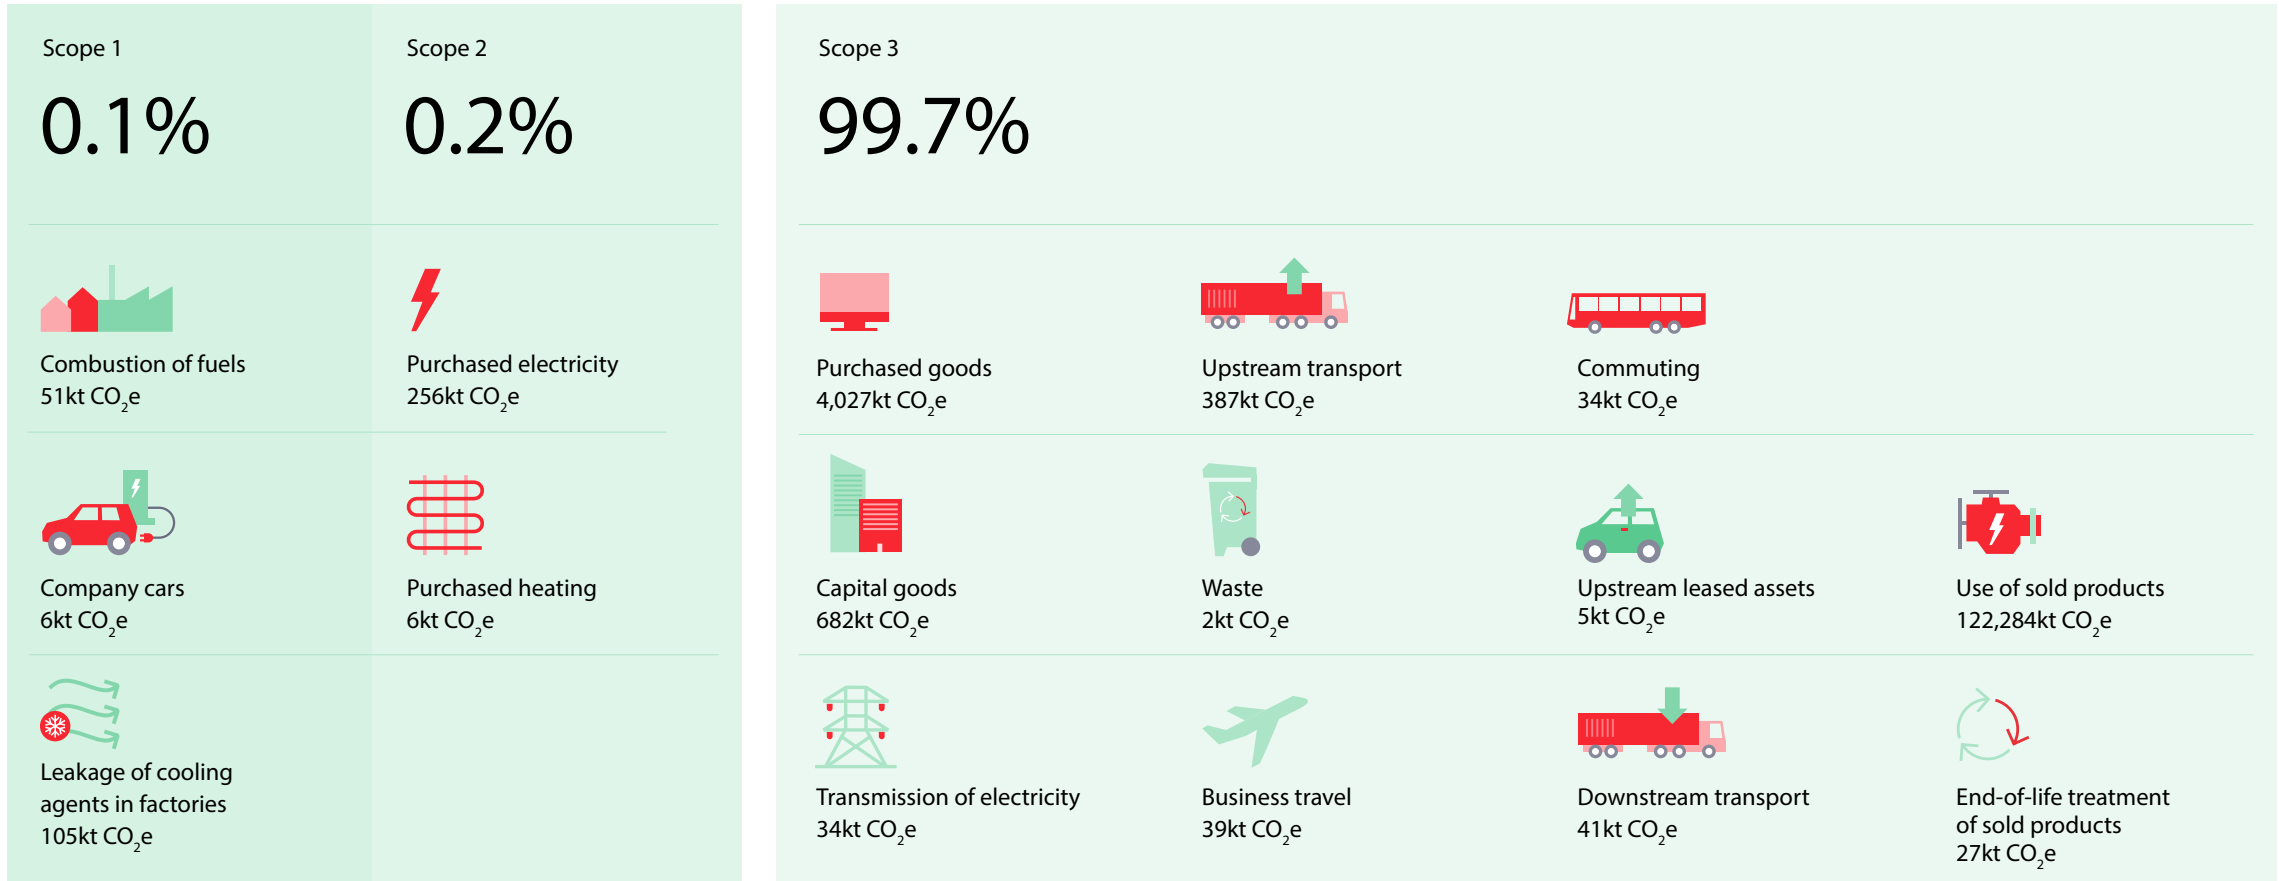 Scope 1
0.1%
Combustion of fuels
51kt CO₂e
Company cars
6kt CO₂e
Leakage of cooling
agents in factories
105kt CO₂e
Scope 2
0.2%
Purchased electricity
256kt CO₂e
Purchased heating
6kt CO₂e
Scope 3
99.7%
Purchased goods
4,027kt CO₂e
Upstream transport
387kt CO₂e
Commuting
34kt CO₂e
Capital goods
682kt CO₂e
Waste
2kt CO₂e
Upstream leased assets
5kt CO₂e
Use of sold products
122,284kt CO₂e
Transmission of electricity
34kt CO₂e
Business travel
39kt CO₂e
Downstream transport
41kt CO₂e
End-of-life treatment
of sold products
27kt CO₂e